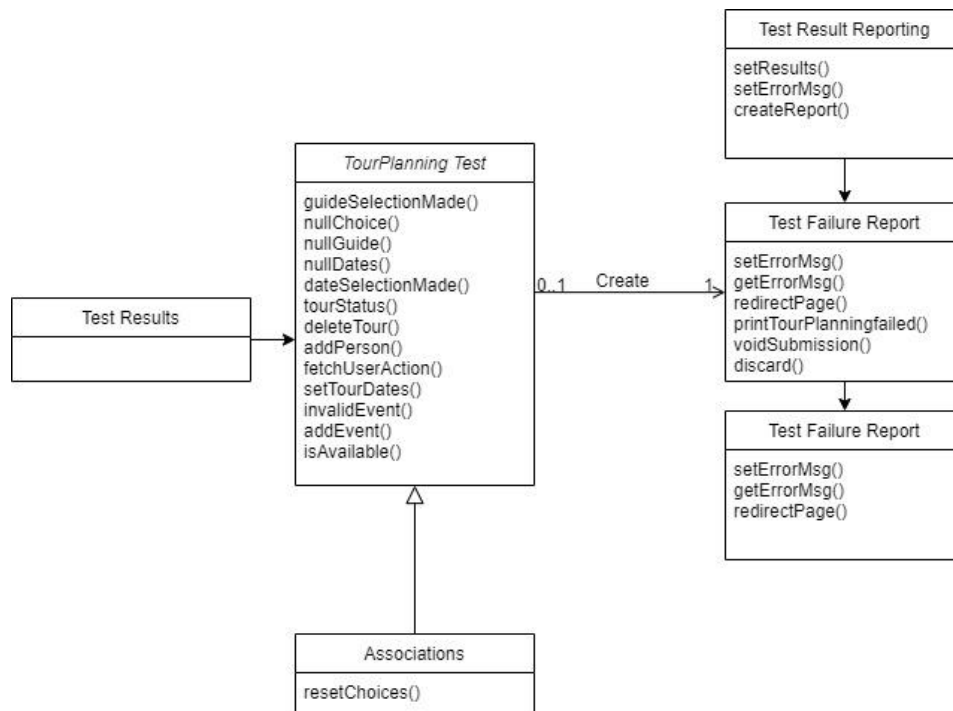 Test Result Reporting
setResults()
setErrorMsg()
createReport()
TourPlanning Test
guideSelectionMade()
nullChoice()
nullGuide()
nullDates()
dateSelectionMade()
tourStatus()
deleteTour()
addPerson()
fetchUserAction()
setTourDates()
invalidEvent()
addEvent()
isAvailable()
Test Results
0..1 Create 1
Test Failure Report
setErrorMsg()
getErrorMsg()
redirectPage()
printTourPlanningfailed()
voidSubmission()
discard()
Test Failure Report
setErrorMsg()
getErrorMsg()
redirectPage()
Associations
resetChoices()